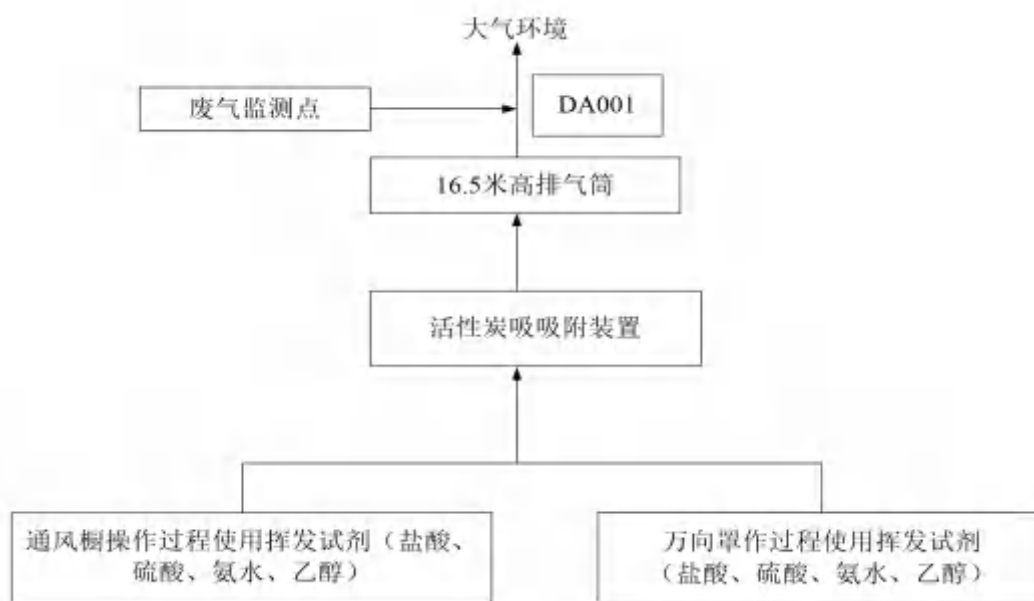 大气环境
废气监测点
DA001
16.5米高排气筒
活性炭吸吸附装置
通风橱操作过程使用挥发试剂（盐酸、
硫酸、氨水、乙醇）
万向罩作过程使用挥发试剂
（盐酸、硫酸、氨水、乙醇）